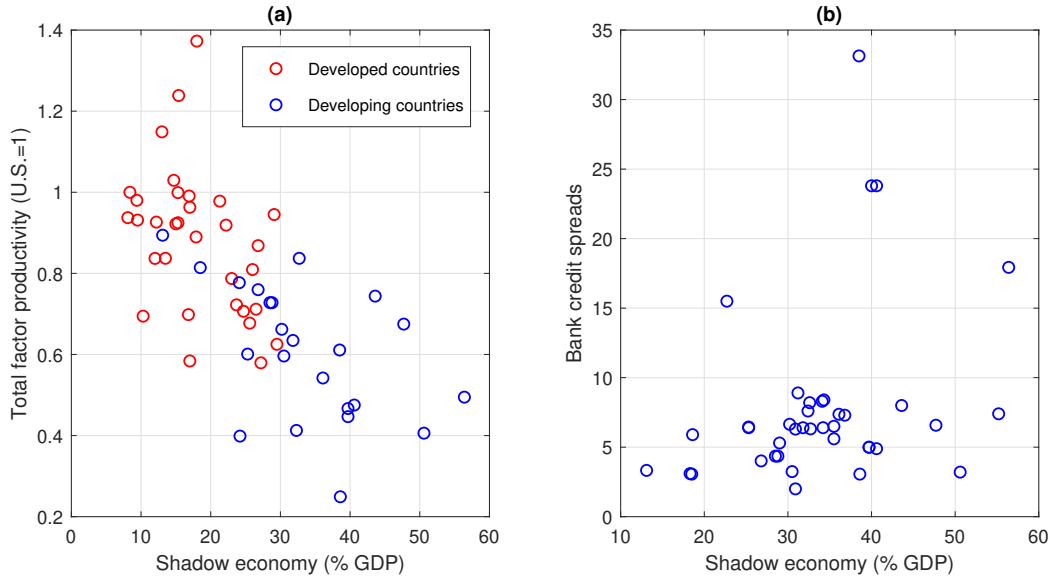 (a)
1.4
1.2
1
0.8
0.6
0.4
0.2
Total factor productivity (U.S.=1)
Developed countries
Developing countries
0 10 20 30 40 50 60
Shadow economy (% GDP)
(b)
35
30
25
20
15
10
5
0
Bank credit spreads
10 20 30 40 50 60
Shadow economy (% GDP)